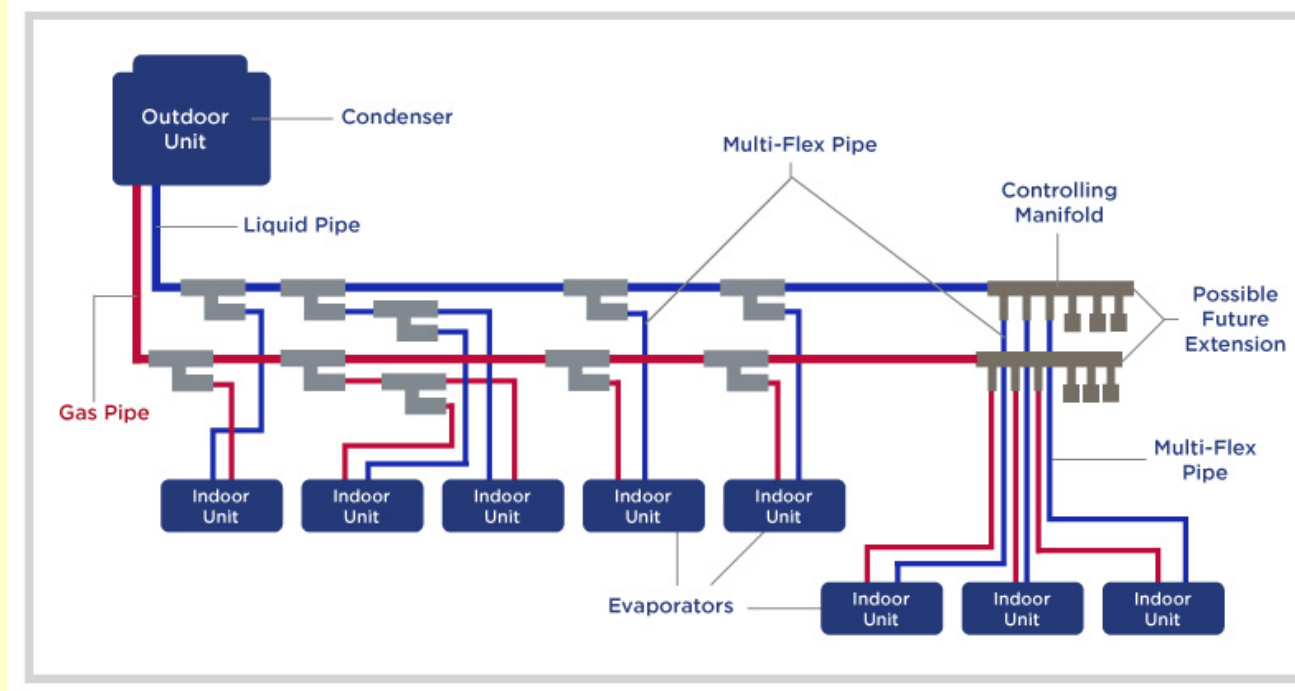 Outdoor
Unit
Condenser
Multi-Flex Pipe
Controlling
Manifold
Liquid Pipe
Possible
Future
Extension
Gas Pipe
Multi-Flex
Pipe
Indoor
Unit
Indoor
Unit
Indoor
Unit
Indoor
Unit
Indoor
Unit
Evaporators
Indoor
Unit
Indoor
Unit
Indoor
Unit